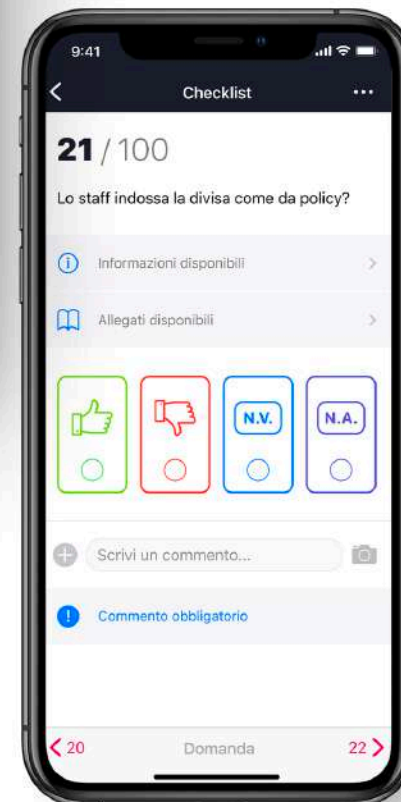 9:41
Checklist
21 / 100
Lo staff indossa la divisa come da policy?
Informazioni disponibili
Allegati disponibili
N.V. N.A.
Scrivi un commento...
Commento obbligatorio
20 Domanda 22